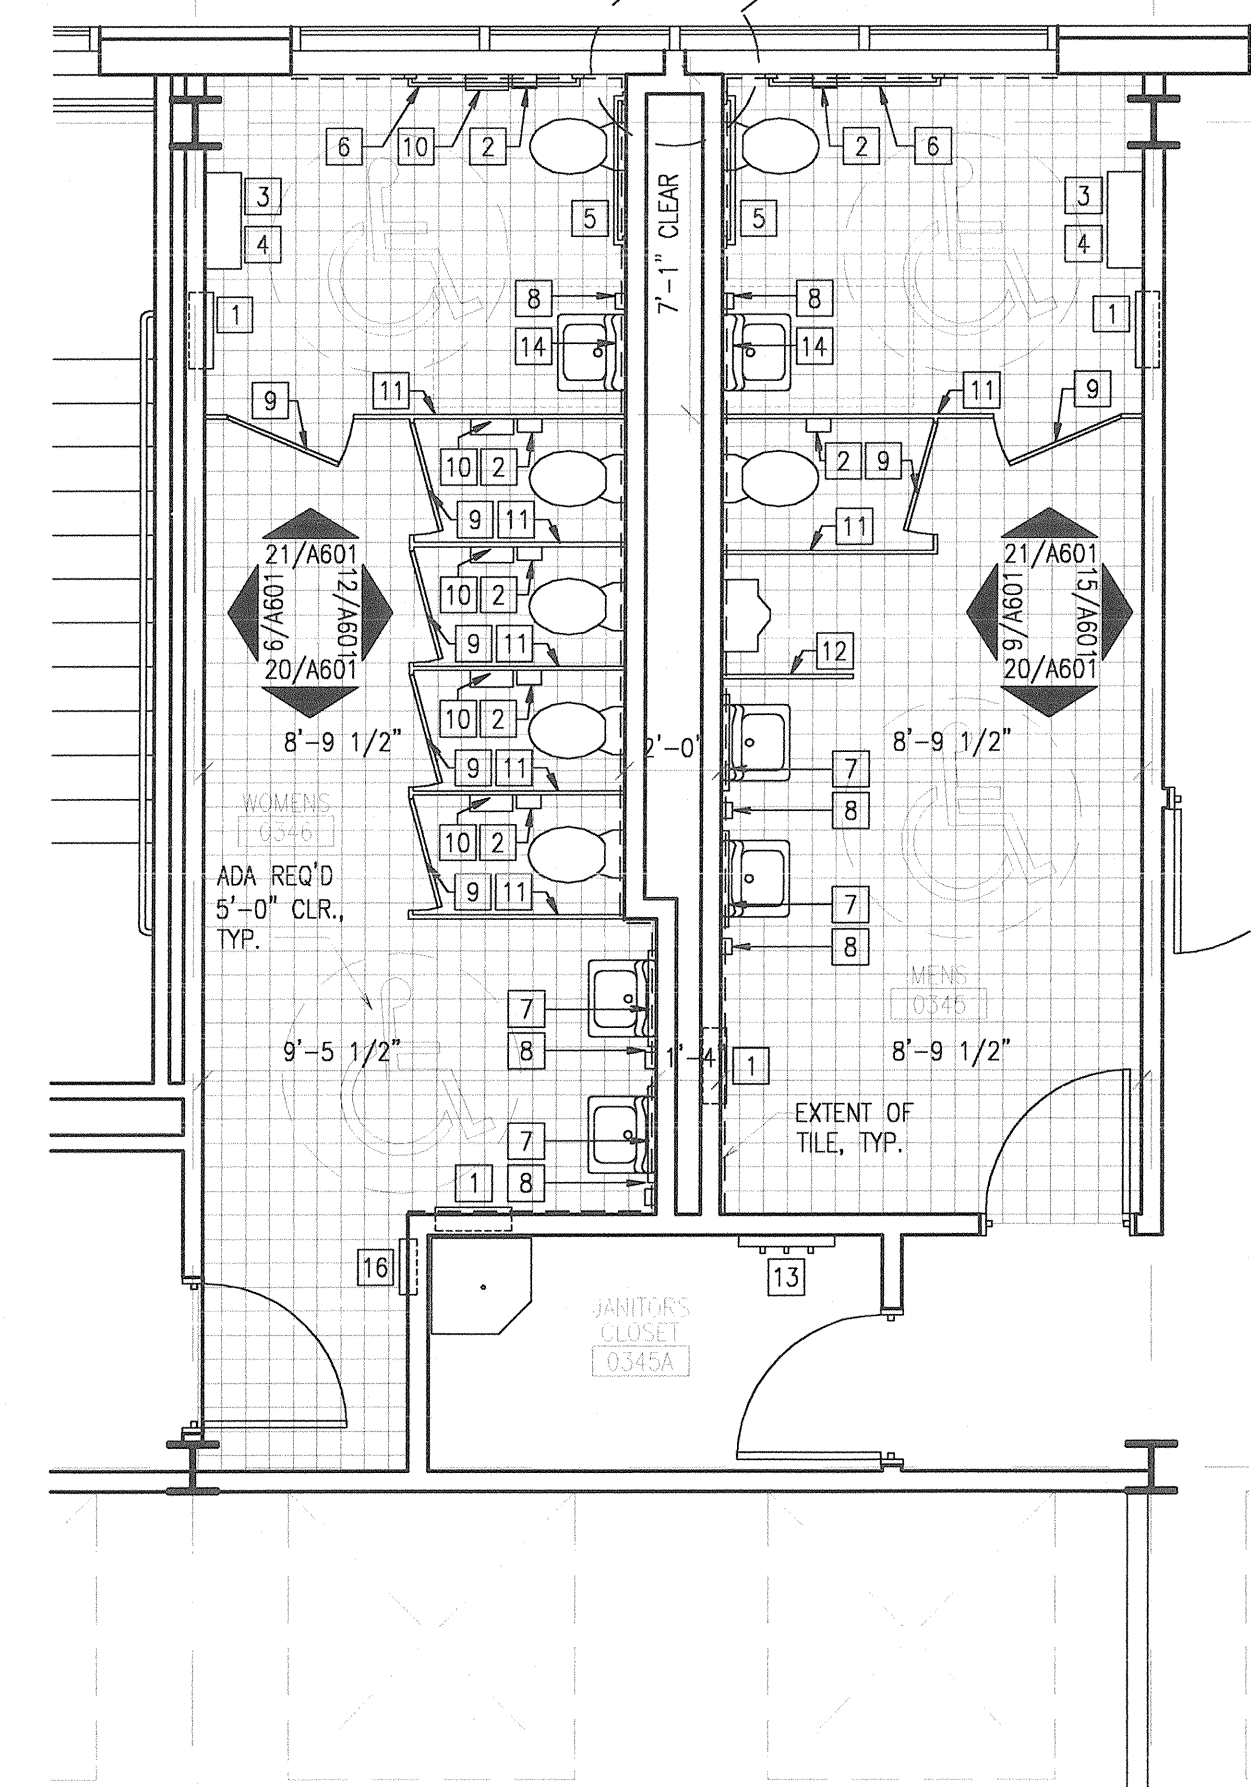 6 10 2
2 6
3
4
3
4
5
5
7'-1" CLEAR
8
8
1
1
14
14
11
11
9
9
10 2
2 9
9 11
11
21/A601
9/A601
12/A601
20/A601
21/A601
9/A601
15/A601
20/A601
10 2
9 11
12
10 2
8'-9 1/2"
2'-0"
8'-9 1/2"
9 11
7
WOMENS
0346
8
10 2
ADA REQ'D
5'-0" CLR.,
TYP.
9 11
7
8
MENS
0345
7
8
9'-5 1/2"
1'-4
8'-9 1/2"
1
EXTENT OF
TILE, TYP.
7
1 8
16
13
JANITORS
CLOSET
0345A